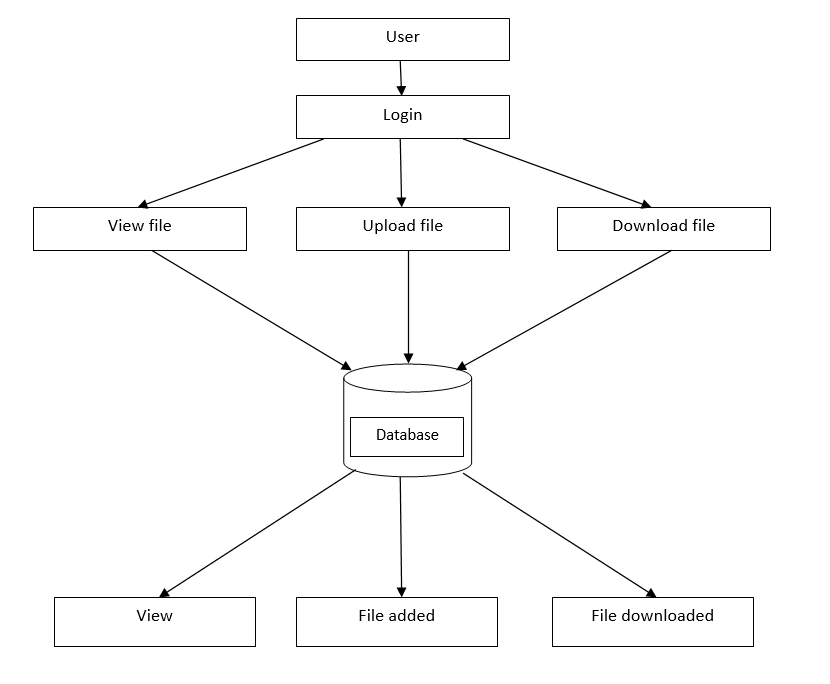 User
Login
View file
Upload file
Download file
Database
View
File added
File downloaded